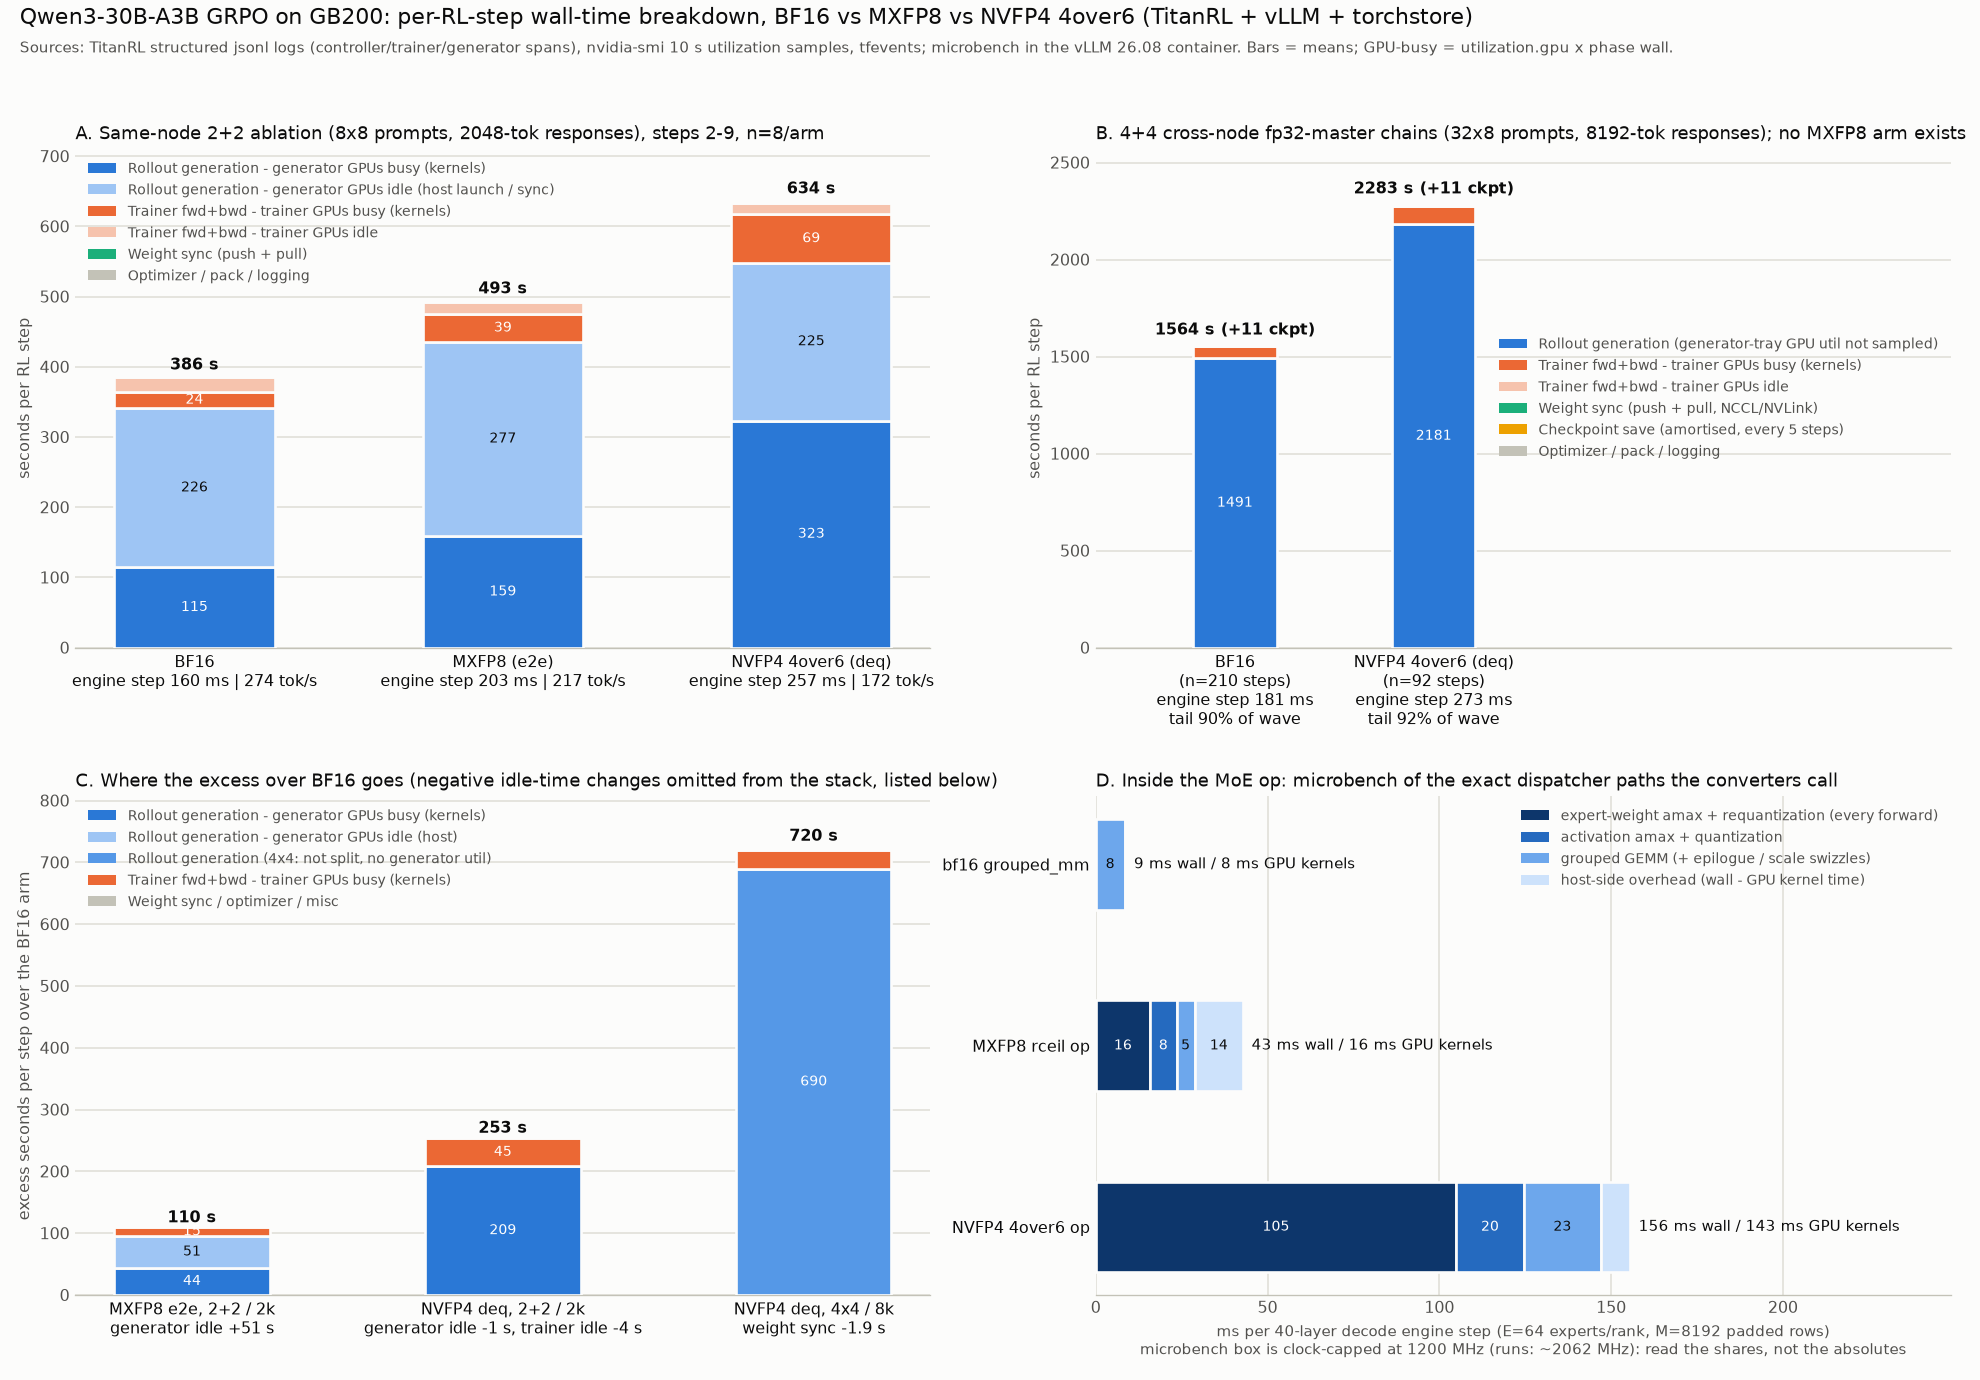 Qwen3-30B-A3B GRPO on GB200: per-RL-step wall-time breakdown, BF16 vs MXFP8 vs NVFP4 4over6 (TitanRL + vLLM + torchstore)
Sources: TitanRL structured jsonl logs (controller/trainer/generator spans), nvidia-smi 10 s utilization samples, tfevents; microbench in the vLLM 26.08 container. Bars = means; GPU-busy = utilization.gpu x phase wall.
A. Same-node 2+2 ablation (8x8 prompts, 2048-tok responses), steps 2-9, n=8/arm
seconds per RL step
700
600
500
400
300
200
100
0
Rollout generation - generator GPUs busy (kernels)
Rollout generation - generator GPUs idle (host launch / sync)
Trainer fwd+bwd - trainer GPUs busy (kernels)
Trainer fwd+bwd - trainer GPUs idle
Weight sync (push + pull)
Optimizer / pack / logging
386 s
24
226
115
493 s
39
277
159
634 s
69
225
323
BF16
engine step 160 ms | 274 tok/s
MXFP8 (e2e)
engine step 203 ms | 217 tok/s
NVFP4 4over6 (deq)
engine step 257 ms | 172 tok/s
B. 4+4 cross-node fp32-master chains (32x8 prompts, 8192-tok responses); no MXFP8 arm exists
seconds per RL step
2500
2000
1500
1000
500
0
1564 s (+11 ckpt)
1491
2283 s (+11 ckpt)
2181
Rollout generation (generator-tray GPU util not sampled)
Trainer fwd+bwd - trainer GPUs busy (kernels)
Trainer fwd+bwd - trainer GPUs idle
Weight sync (push + pull, NCCL/NVLink)
Checkpoint save (amortised, every 5 steps)
Optimizer / pack / logging
BF16
(n=210 steps)
engine step 181 ms
tail 90% of wave
NVFP4 4over6 (deq)
(n=92 steps)
engine step 273 ms
tail 92% of wave
C. Where the excess over BF16 goes (negative idle-time changes omitted from the stack, listed below)
excess seconds per step over the BF16 arm
800
700
600
500
400
300
200
100
0
Rollout generation - generator GPUs busy (kernels)
Rollout generation - generator GPUs idle (host)
Rollout generation (4x4: not split, no generator util)
Trainer fwd+bwd - trainer GPUs busy (kernels)
Weight sync / optimizer / misc
110 s
15
51
44
253 s
45
209
720 s
690
MXFP8 e2e, 2+2 / 2k
generator idle +51 s
NVFP4 deq, 2+2 / 2k
generator idle -1 s, trainer idle -4 s
NVFP4 deq, 4x4 / 8k
weight sync -1.9 s
D. Inside the MoE op: microbench of the exact dispatcher paths the converters call
expert-weight amax + requantization (every forward)
activation amax + quantization
grouped GEMM (+ epilogue / scale swizzles)
host-side overhead (wall - GPU kernel time)
bf16 grouped_mm
8
9 ms wall / 8 ms GPU kernels
MXFP8 rceil op
16
8
5
14
43 ms wall / 16 ms GPU kernels
NVFP4 4over6 op
105
20
23
156 ms wall / 143 ms GPU kernels
0
50
100
150
200
ms per 40-layer decode engine step (E=64 experts/rank, M=8192 padded rows)
microbench box is clock-capped at 1200 MHz (runs: ~2062 MHz): read the shares, not the absolutes